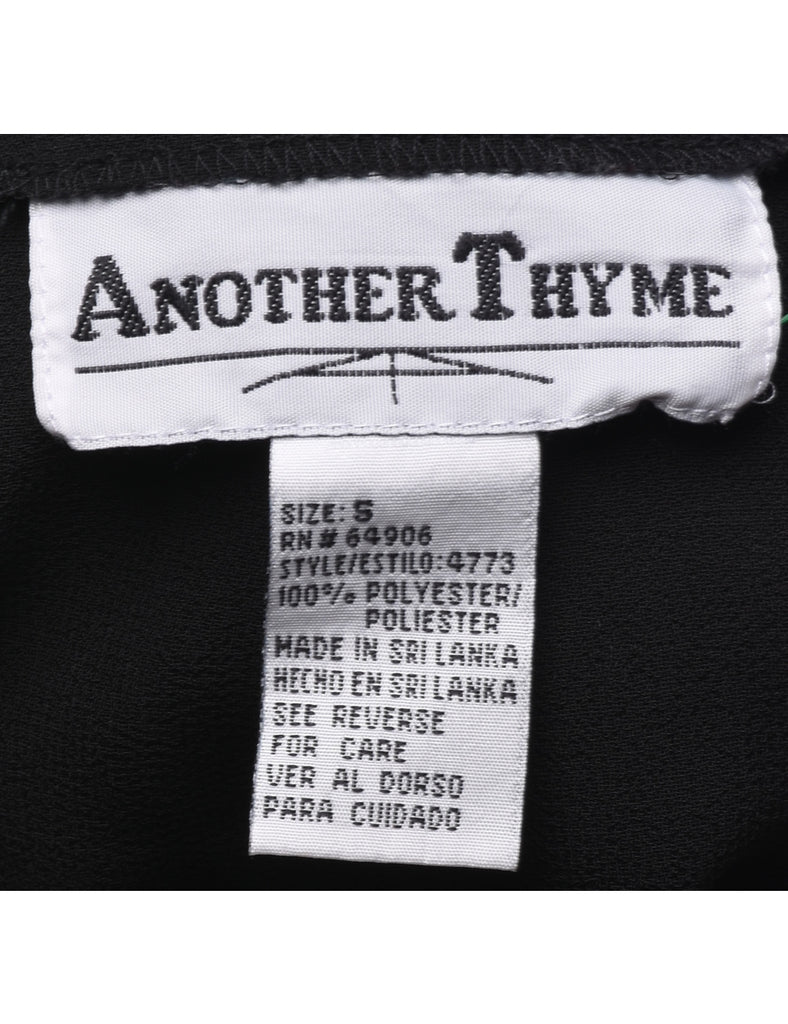 ANOTHER THYME
SIZE: S
RN # 64906
STYLE/ESTILO: 4773
100% POLYESTER/
POLIESTER
MADE IN SRI LANKA
HECHO EN SRI LANKA
SEE REVERSE
FOR CARE
VER AL DORSO
PARA CUIDADO